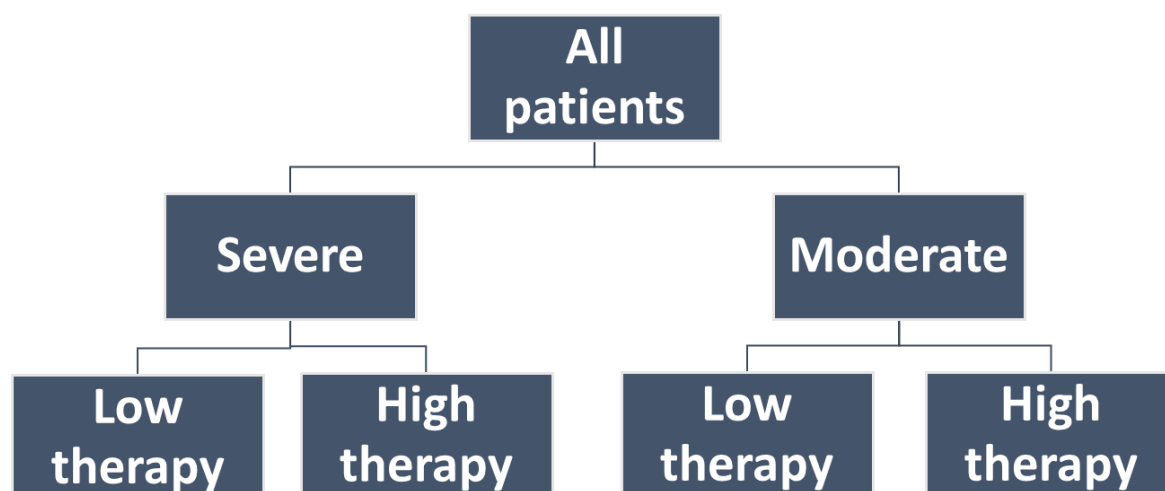 All
patients
Severe
Moderate
Low
therapy
High
therapy
Low
therapy
High
therapy